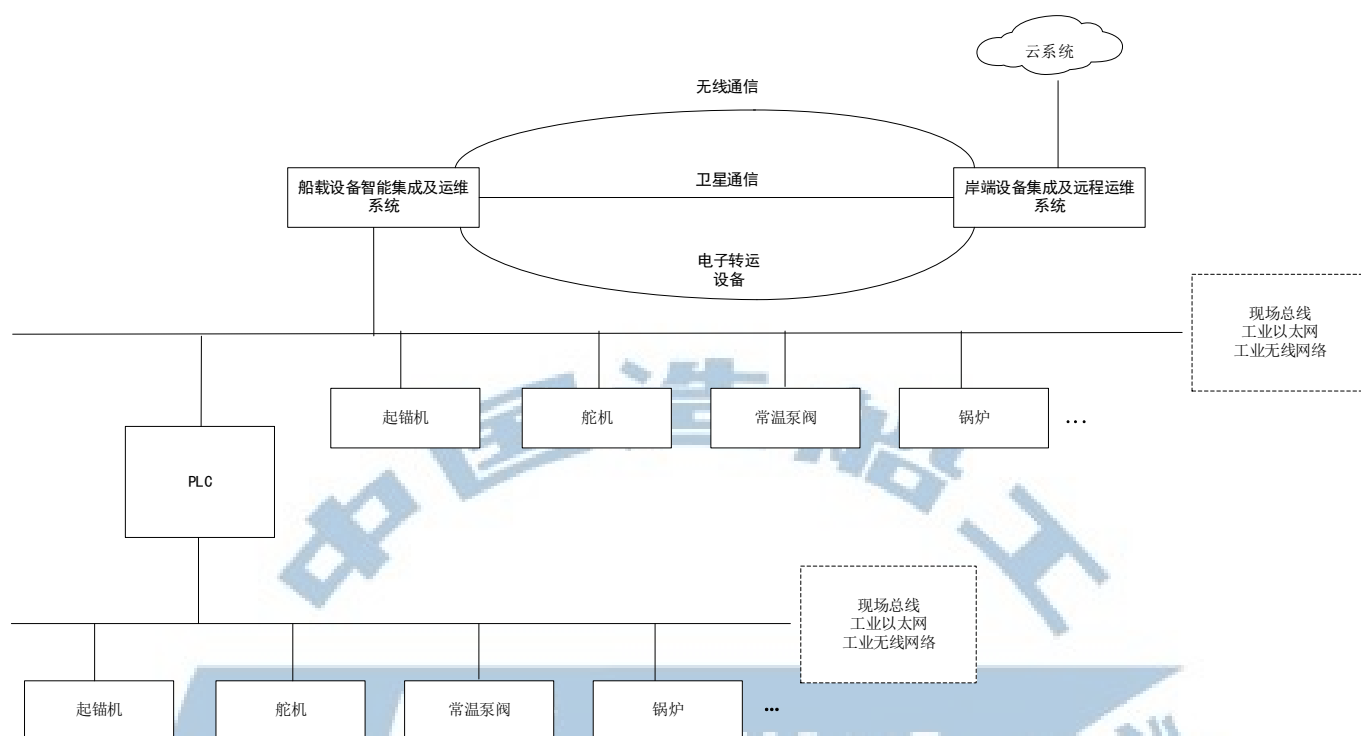 云系统
无线通信
船载设备智能集成及运维
系统
卫星通信
岸端设备集成及远程运维
系统
电子转运
设备
现场总线
工业以太网
工业无线网络
起锚机
舵机
常温泵阀
锅炉
...
PLC
现场总线
工业以太网
工业无线网络
起锚机
舵机
常温泵阀
锅炉
...